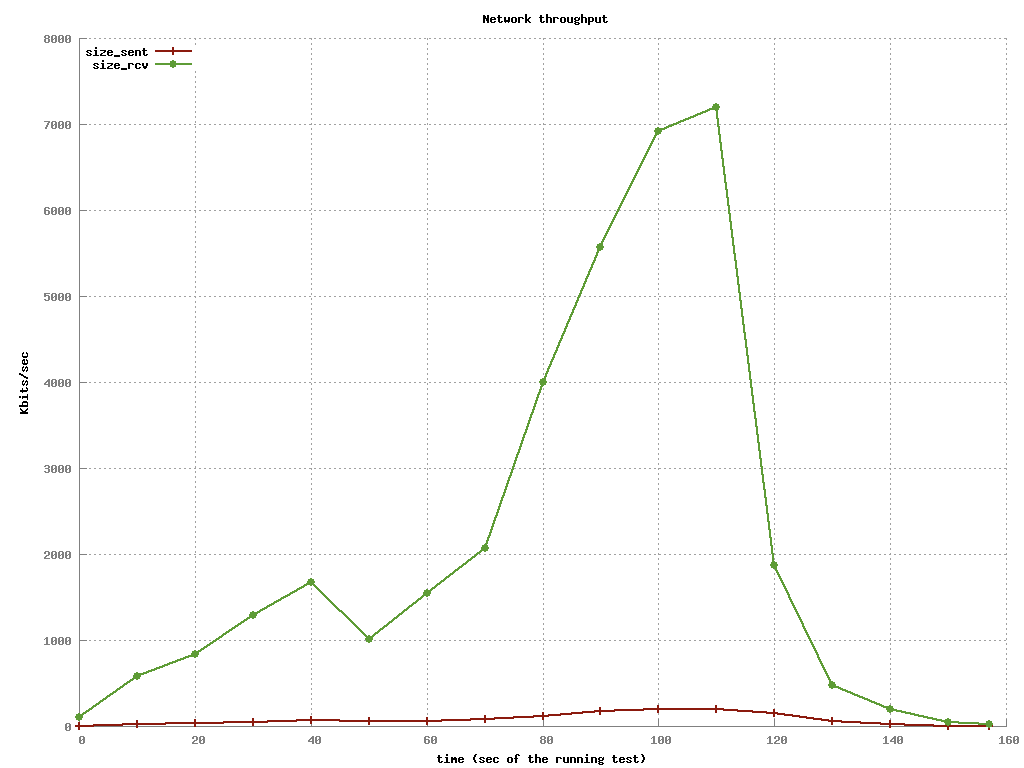 Network throughput
size_sent
size_rcv
8000
7000
6000
5000
4000
3000
2000
1000
0
Kbits/sec
0 20 40 60 80 100 120 140 160
time (sec of the running test)